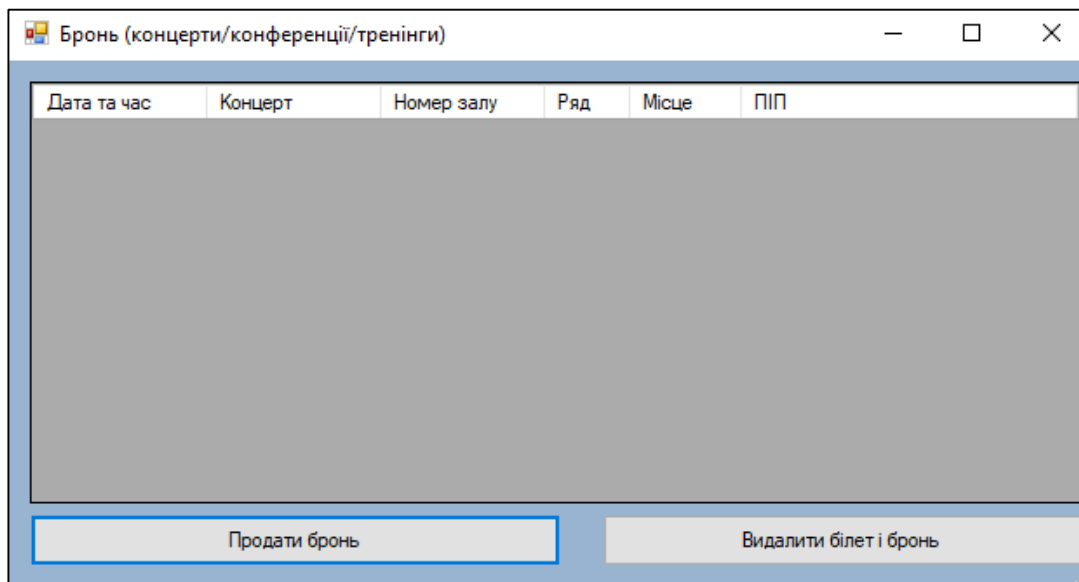 Бронь (концерти/конференції/тренінги)
Дата та час Концерт Номер залу Ряд Місце ПІП
Продати бронь Видалити білет і бронь